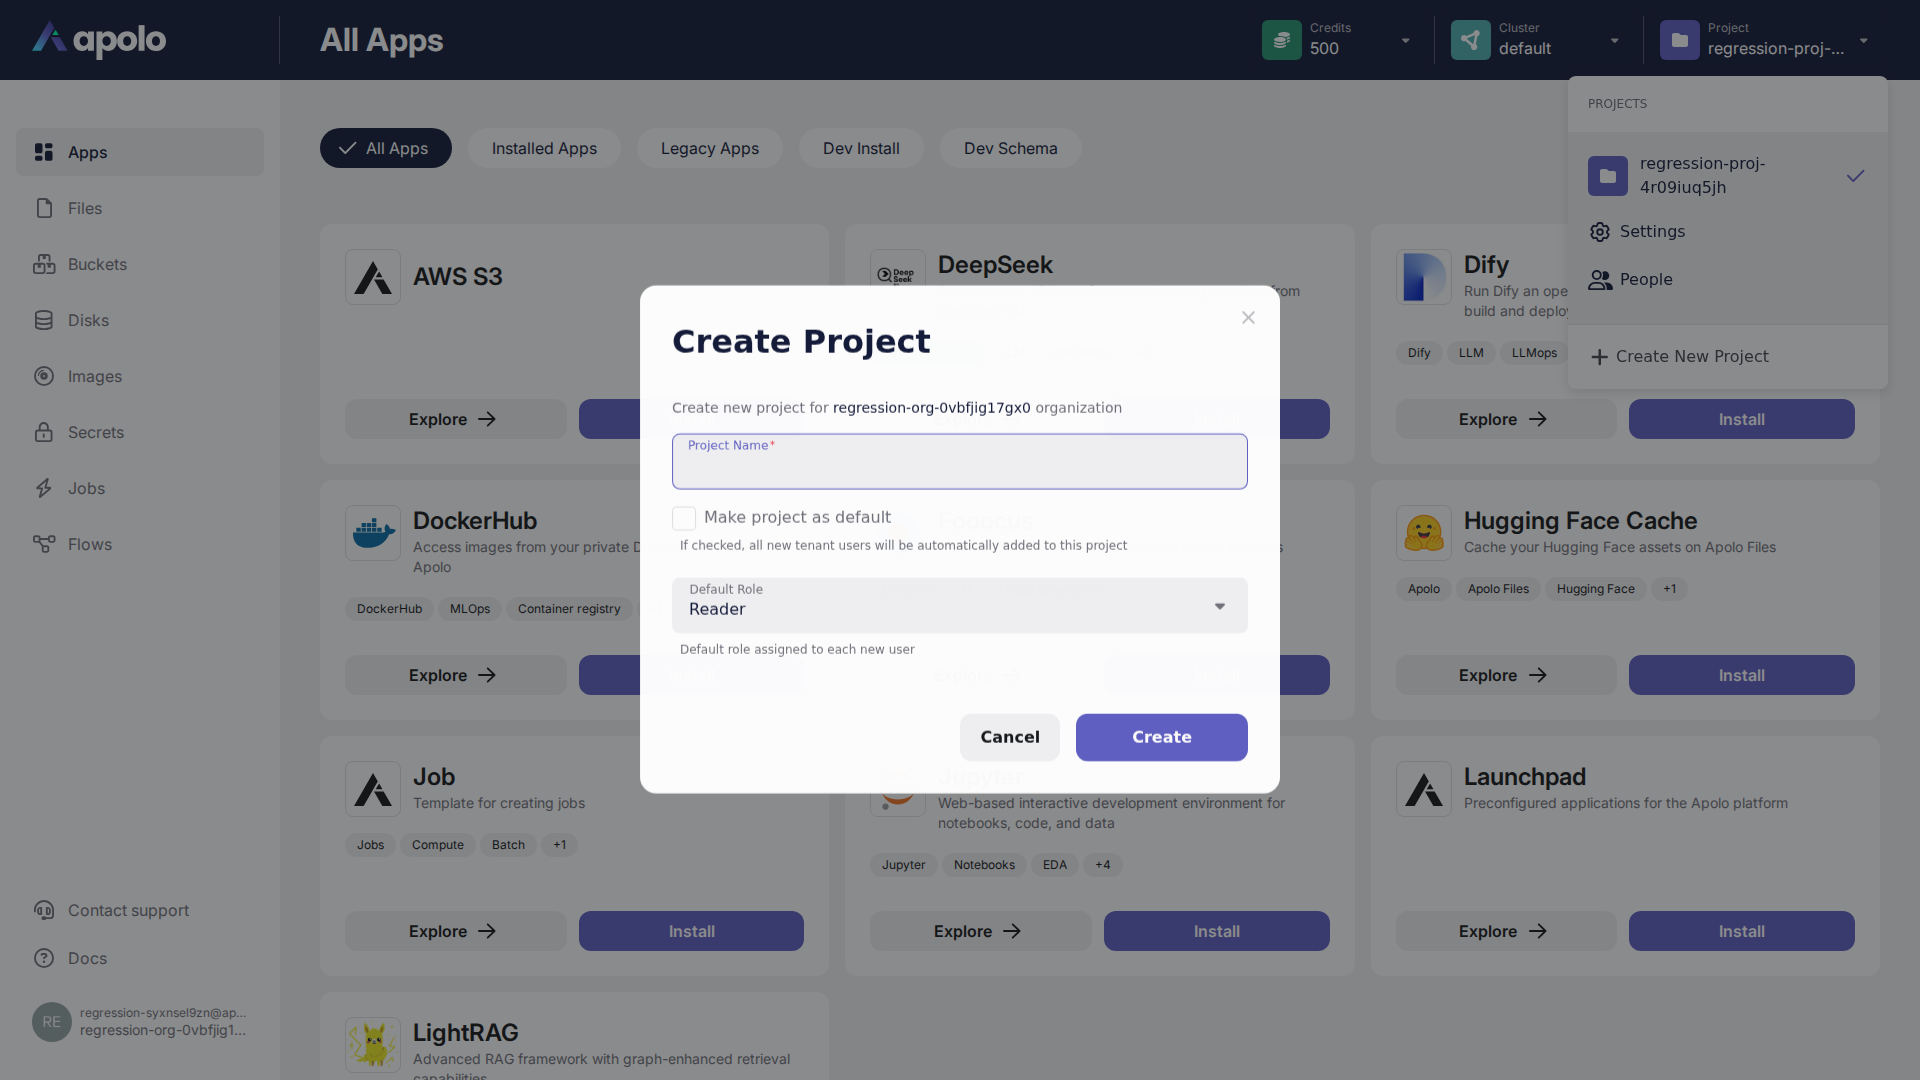 apolo
All Apps
Credits
500
Cluster
default
Project
regression-proj-...
Apps
Files
Buckets
Disks
Images
Secrets
Jobs
Flows
Contact support
Docs
RE
regression-syxnsel9zn@ap...
regression-org-0vbfjig1...
All Apps
Installed Apps
Legacy Apps
Dev Install
Dev Schema
PROJECTS
regression-proj-
4r09iuq5jh
Settings
People
Create New Project
AWS S3
Explore
DeepSeek
from
Dify
Run Dify an ope
build and deploy
Dify
LLM
LLMops
Explore
Install
Create Project
Create new project for regression-org-0vbfjig17gx0 organization
Project Name*
Make project as default
If checked, all new tenant users will be automatically added to this project
Default Role
Reader
Default role assigned to each new user
Cancel
Create
DockerHub
Access images from your private D
Apolo
DockerHub
MLOps
Container registry
Explore
Hugging Face Cache
Cache your Hugging Face assets on Apolo Files
Apolo
Apolo Files
Hugging Face
+1
Explore
Install
Job
Template for creating jobs
Jobs
Compute
Batch
+1
Explore
Install
Jupyter
Web-based interactive development environment for
notebooks, code, and data
Jupyter
Notebooks
EDA
+4
Explore
Install
Launchpad
Preconfigured applications for the Apolo platform
Explore
Install
LightRAG
Advanced RAG framework with graph-enhanced retrieval
capabilities